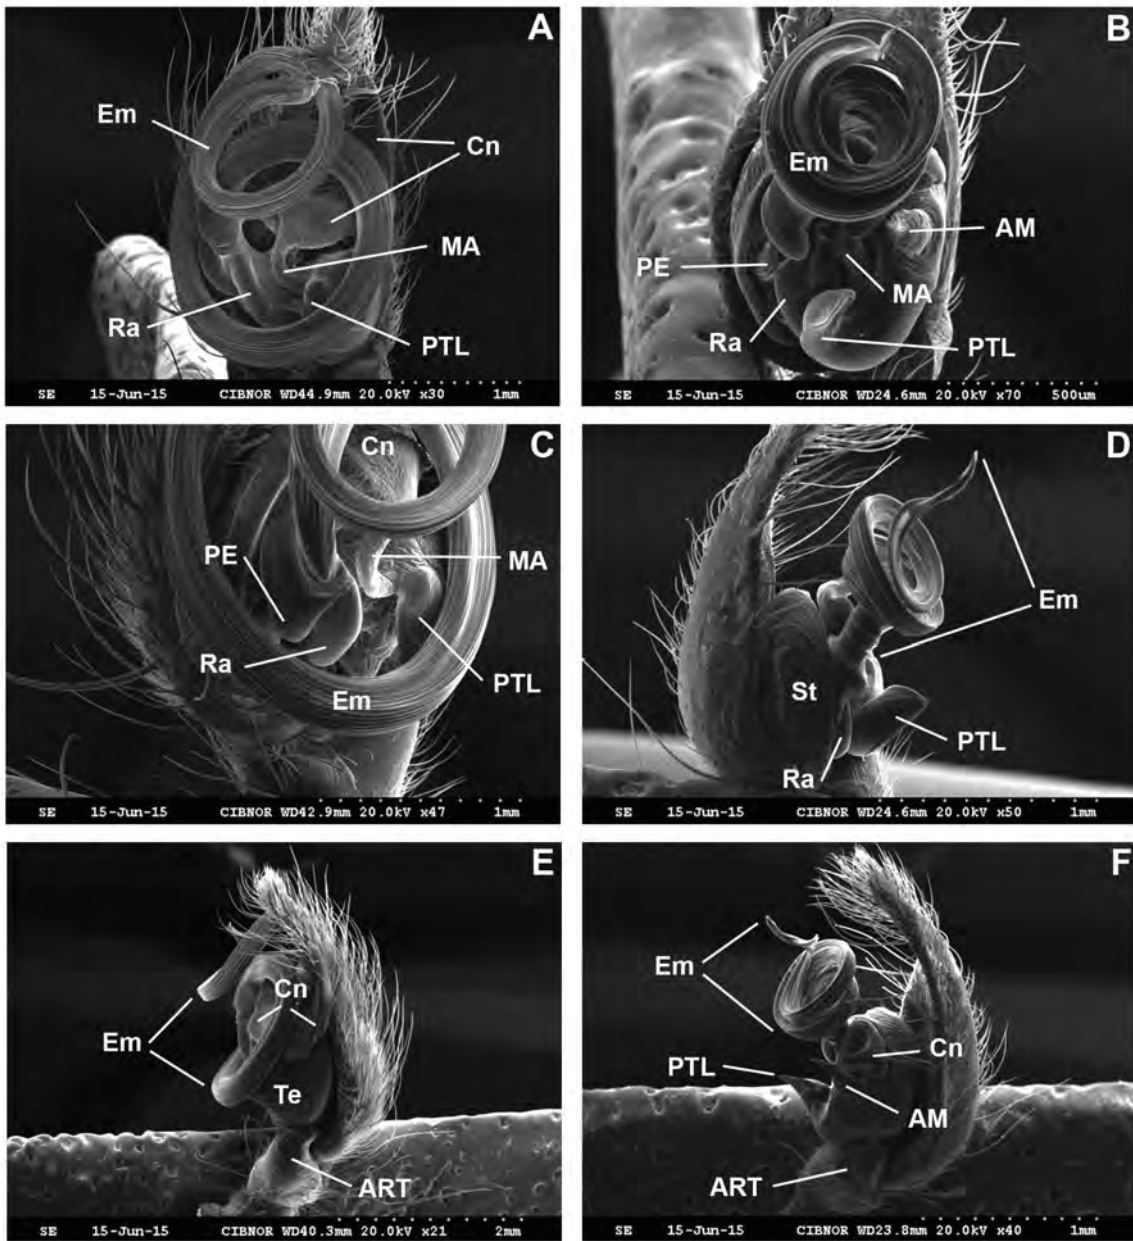 A
Em
Cn
MA
Ra
PTL
SE 15-Jun-15 CIBNOR WD44.9mm 20.0kV x30 1mm
B
Em
AM
PE
MA
Ra
PTL
SE 15-Jun-15 CIBNOR WD24.6mm 20.0kV x70 500um
C
Cn
PE
MA
Ra
PTL
Em
SE 15-Jun-15 CIBNOR WD42.9mm 20.0kV x47 1mm
D
Em
St
PTL
Ra
SE 15-Jun-15 CIBNOR WD24.6mm 20.0kV x50 1mm
E
Cn
Em
Te
ART
SE 15-Jun-15 CIBNOR WD40.3mm 20.0kV x21 2mm
F
Em
Cn
PTL
AM
ART
SE 15-Jun-15 CIBNOR WD23.8mm 20.0kV x40 1mm